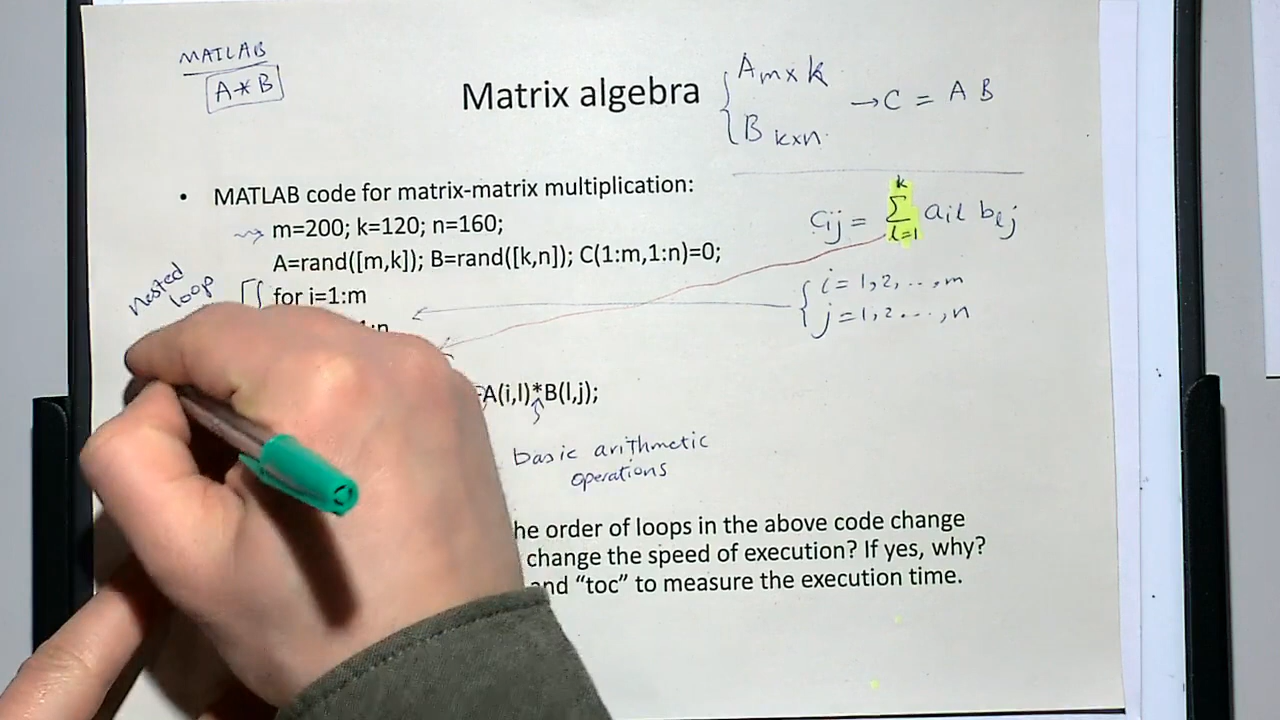 MATLAB
A*B
Matrix algebra
A m×k
B k×n
→ C = A B
• MATLAB code for matrix-matrix multiplication:
m=200; k=120; n=160;
A=rand([m,k]); B=rand([k,n]); C(1:m,1:n)=0;
for i=1:m
1:n
A(i,l)*B(l,j);
nested
loop
cij = k ∑ l=1 ail blj
i = 1,2,..,m
j = 1,2...,n
basic arithmetic
operations
he order of loops in the above code change
change the speed of execution? If yes, why?
and “toc” to measure the execution time.